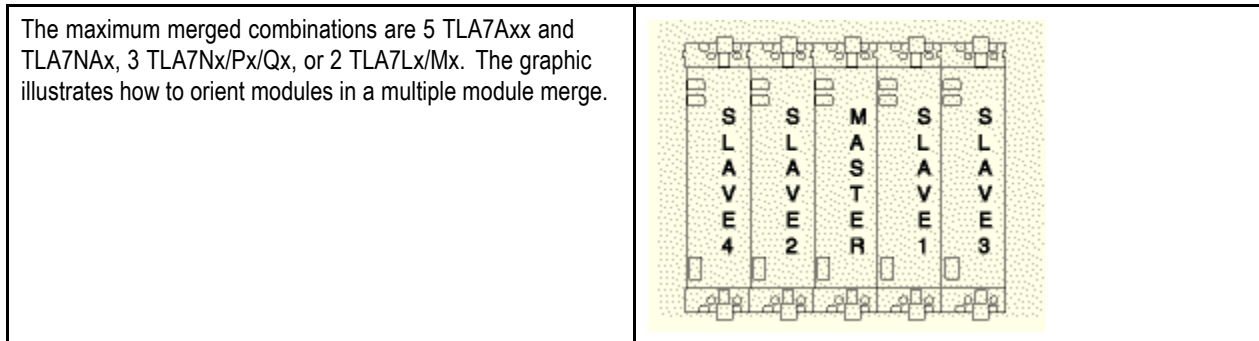 The maximum merged combinations are 5 TLA7Axx and
TLA7NAx, 3 TLA7Nx/Px/Qx, or 2 TLA7Lx/Mx. The graphic
illustrates how to orient modules in a multiple module merge.
SLAVE4
SLAVE2
MASTER
SLAVE1
SLAVE3